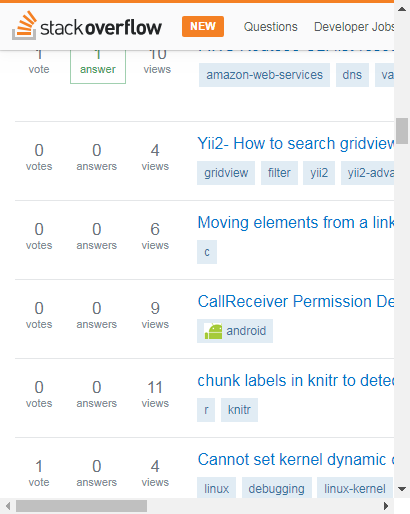 stackoverflow NEW Questions Developer Jobs
1 1 10
vote answer views
amazon-web-services dns va
0 0 4 Yii2- How to search gridview
votes answers views gridview filter yii2 yii2-adva
0 0 6 Moving elements from a link
votes answers views c
0 0 9 CallReceiver Permission De
votes answers views android
0 0 11 chunk labels in knitr to detec
votes answers views r knitr
1 0 4 Cannot set kernel dynamic
vote answers views linux debugging linux-kernel